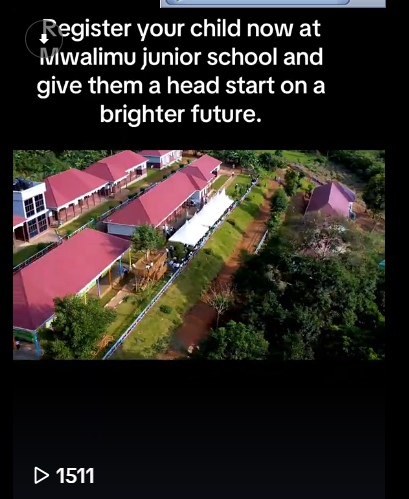 Register your child now at
Mwalimu junior school and
give them a head start on a
brighter future.
1511